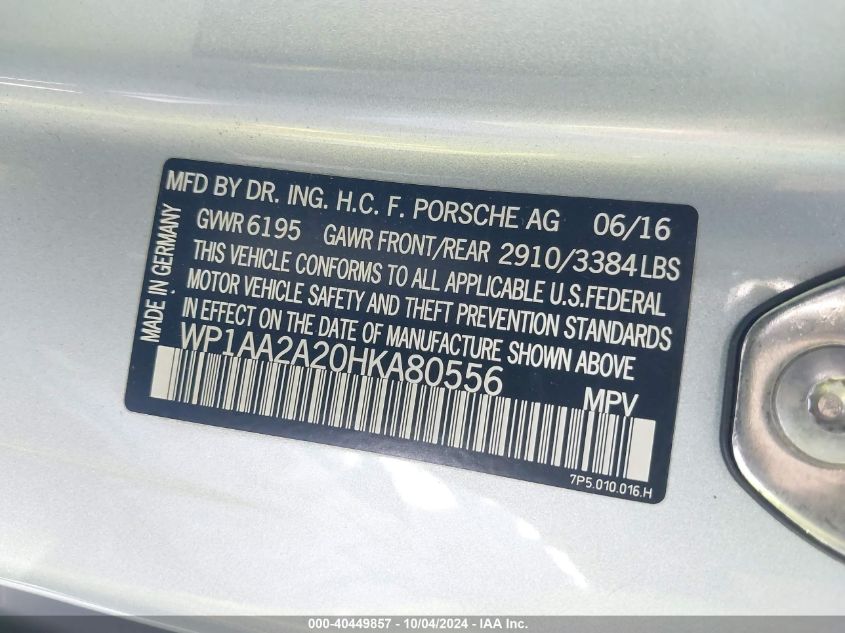 MFD BY DR. ING. H.C. F. PORSCHE AG 06/16
GVWR 6195 GAWR FRONT/REAR 2910/3384 LBS
THIS VEHICLE CONFORMS TO ALL APPLICABLE U.S.FEDERAL
MOTOR VEHICLE SAFETY AND THEFT PREVENTION STANDARDS
IN EFFECT ON THE DATE OF MANUFACTURE SHOWN ABOVE
WP1AA2A20HKA80556 MPV
MADE IN GERMANY
7P5.010.016.H
000-40449857 - 10/04/2024 - IAA Inc.